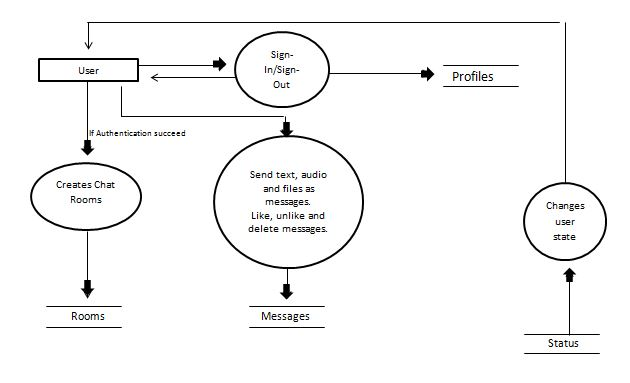 User
Sign-
In/Sign-
Out
Profiles
If Authentication succeed
Creates Chat
Rooms
Send text, audio
and files as
messages.
Like, unlike and
delete messages.
Changes
user
state
Rooms
Messages
Status